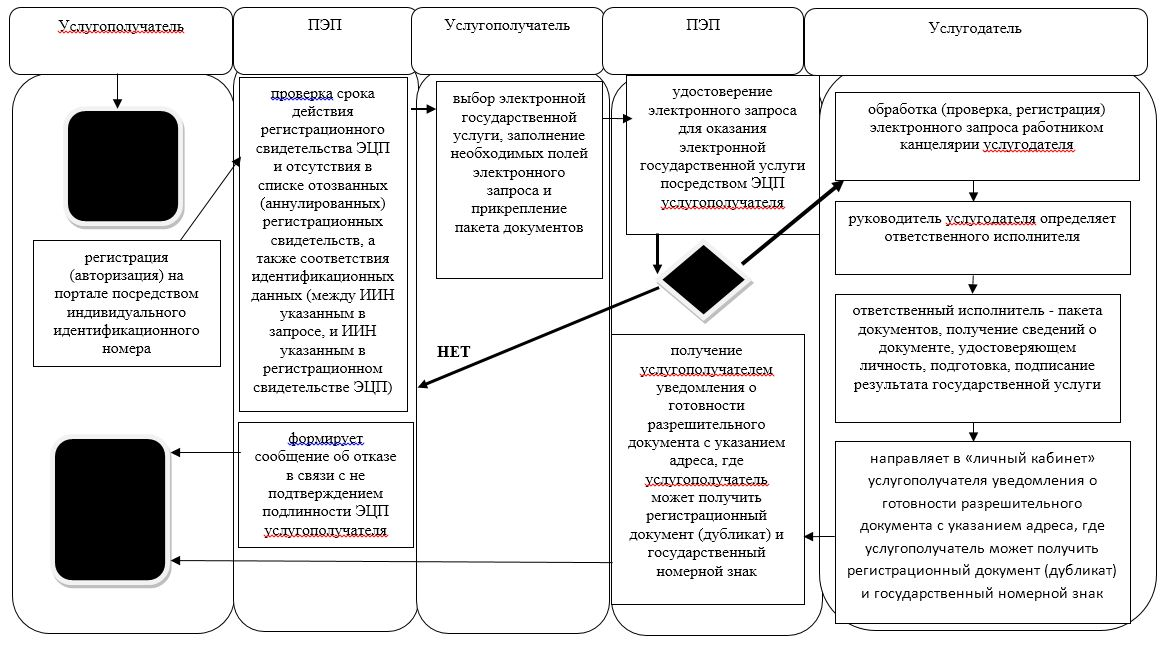 Услугополучатель
ПЭП
Услугополучатель
ПЭП
Услугодатель
регистрация
(авторизация) на
портале посредством
индивидуального
идентификационного
номера
проверка срока
действия
регистрационного
свидетельства ЭЦП
и отсутствия в
списке отозванных
(аннулированных)
регистрационных
свидетельств, а
также соответствия
идентификационных
данных (между ИИН
указанным в
запросе, и ИИН
указанным в
регистрационном
свидетельстве ЭЦП)
формирует
сообщение об отказе
в связи с не
подтверждением
подлинности ЭЦП
услугополучателя
выбор электронной
государственной
услуги, заполнение
необходимых полей
электронного
запроса и
прикрепление
пакета документов
НЕТ
удостоверение
электронного запроса
для оказания
электронной
государственной услуги
посредством ЭЦП
услугополучателя
получение
услугополучателем
уведомления о
готовности
разрешительного
документа с указанием
адреса, где
услугополучатель
может получить
регистрационный
документ (дубликат) и
государственный
номерной знак
обработка (проверка, регистрация)
электронного запроса работником
канцелярии услугодателя
руководитель услугодателя определяет
ответственного исполнителя
ответственный исполнитель - пакета
документов, получение сведений о
документе, удостоверяющем
личность, подготовка, подписание
результата государственной услуги
направляет в «личный кабинет»
услугополучателя уведомления о
готовности разрешительного
документа с указанием адреса, где
услугополучатель может получить
регистрационный документ (дубликат)
и государственный номерной знак